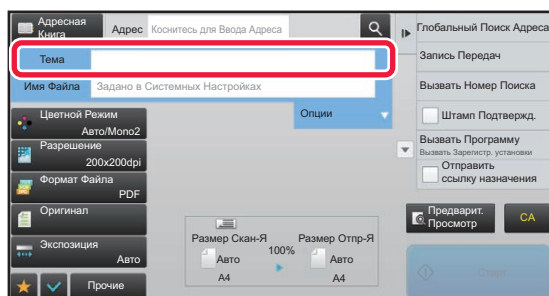 Адресная
Книга
Адрес
Коснитесь для Ввода Адреса
Тема
Имя Файла
Задано в Системных Настройках
Опции
Цветной Режим
Авто/Mono2
Разрешение
200x200dpi
Формат Файла
PDF
Оригинал
Экспозиция
Авто
Прочие
Размер Скан-Я
100%
Размер Отпр-Я
Авто
Авто
A4
A4
Глобальный Поиск Адреса
Запись Передач
Вызвать Номер Поиска
Штамп Подтвержд.
Вызвать Программу
Вызвать Зарегистр. установки
Отправить
ссылку назначения
Предварит.
Просмотр
CA
Старт